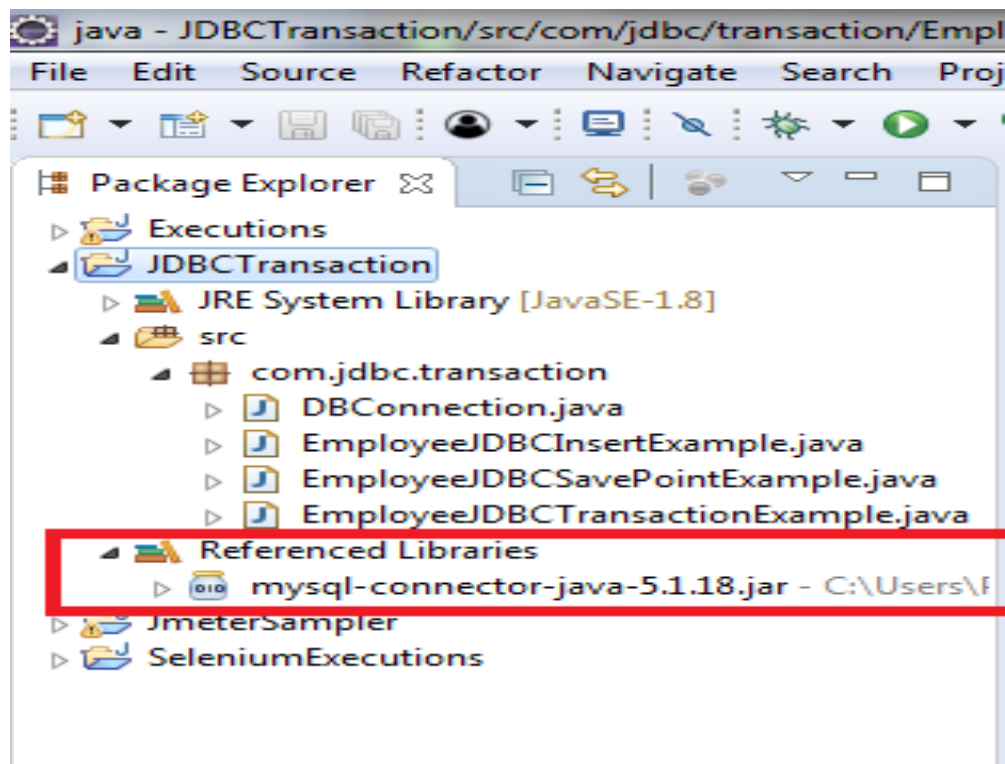 java - JDBCTransaction/src/com/jdbc/transaction/Empl
File Edit Source Refactor Navigate Search Proj
Package Explorer
Executions
JDBCTransaction
JRE System Library [JavaSE-1.8]
src
com.jdbc.transaction
DBConnection.java
EmployeeJDBCInsertExample.java
EmployeeJDBCSavePointExample.java
EmployeeJDBCTransactionExample.java
Referenced Libraries
mysql-connector-java-5.1.18.jar - C:\Users\
JmeterSampler
SeleniumExecutions